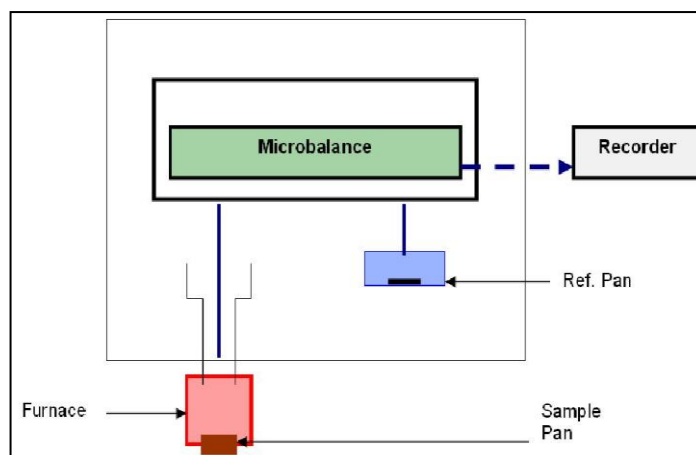 Microbalance
Recorder
Ref. Pan
Furnace
Sample
Pan